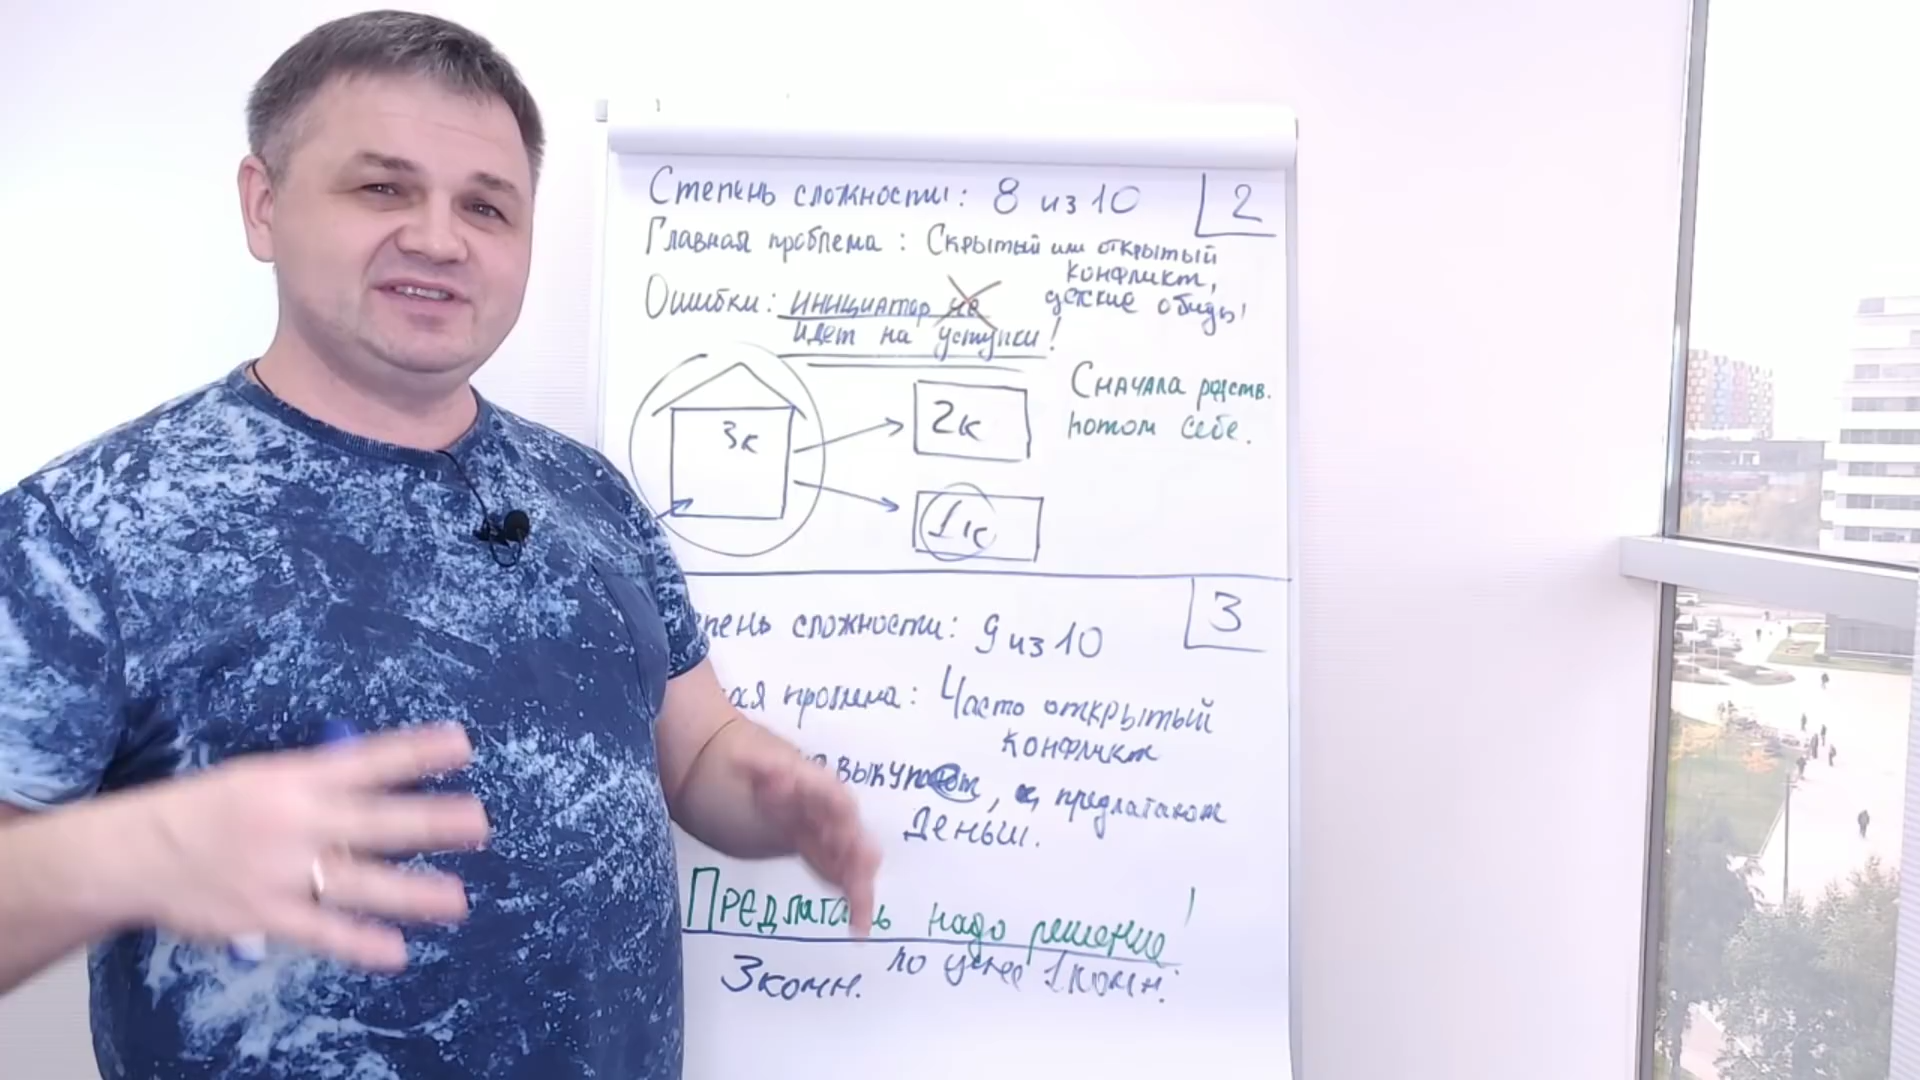 Степень сложности: 8 из 10
2
Главная проблема: Скрытый или открытый
конфликт,
детские обиды!
Ошибки: инициатор не
идет на уступки!
3к
2к
1к
Сначала родств.
потом себе.
пень сложности: 9 из 10
3
ая проблема: Часто открытый
конфликт
выкупают, предлагают
деньги.
Предлагать надо решение!
3комн. по цене 1комн.